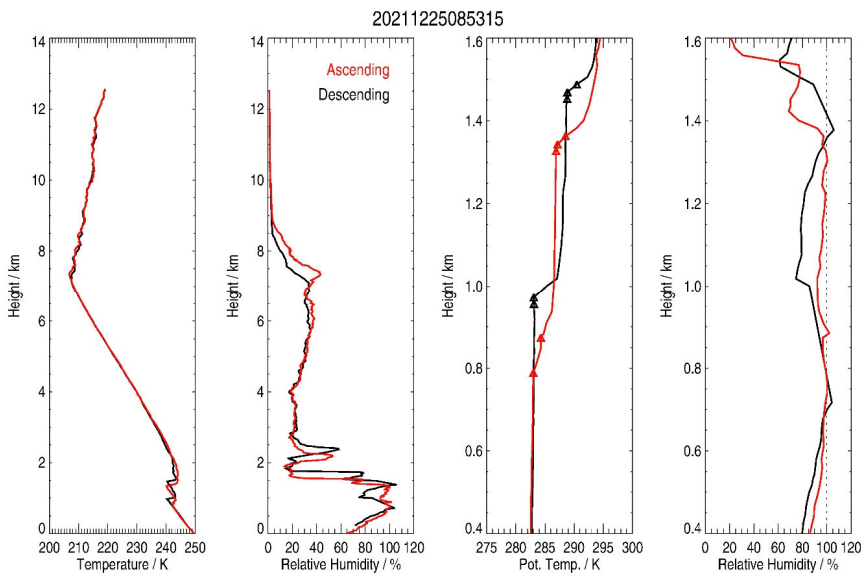 20211225085315
14
12
10
8
6
4
2
0
Height / km
200 210 220 230 240 250
Temperature / K
14
12
10
8
6
4
2
0
Height / km
Ascending
Descending
0 20 40 60 80 100 120
Relative Humidity / %
1.6
1.4
1.2
1.0
0.8
0.6
0.4
Height / km
275 280 285 290 295 300
Pot. Temp. / K
1.6
1.4
1.2
1.0
0.8
0.6
0.4
Height / km
0 20 40 60 80 100 120
Relative Humidity / %